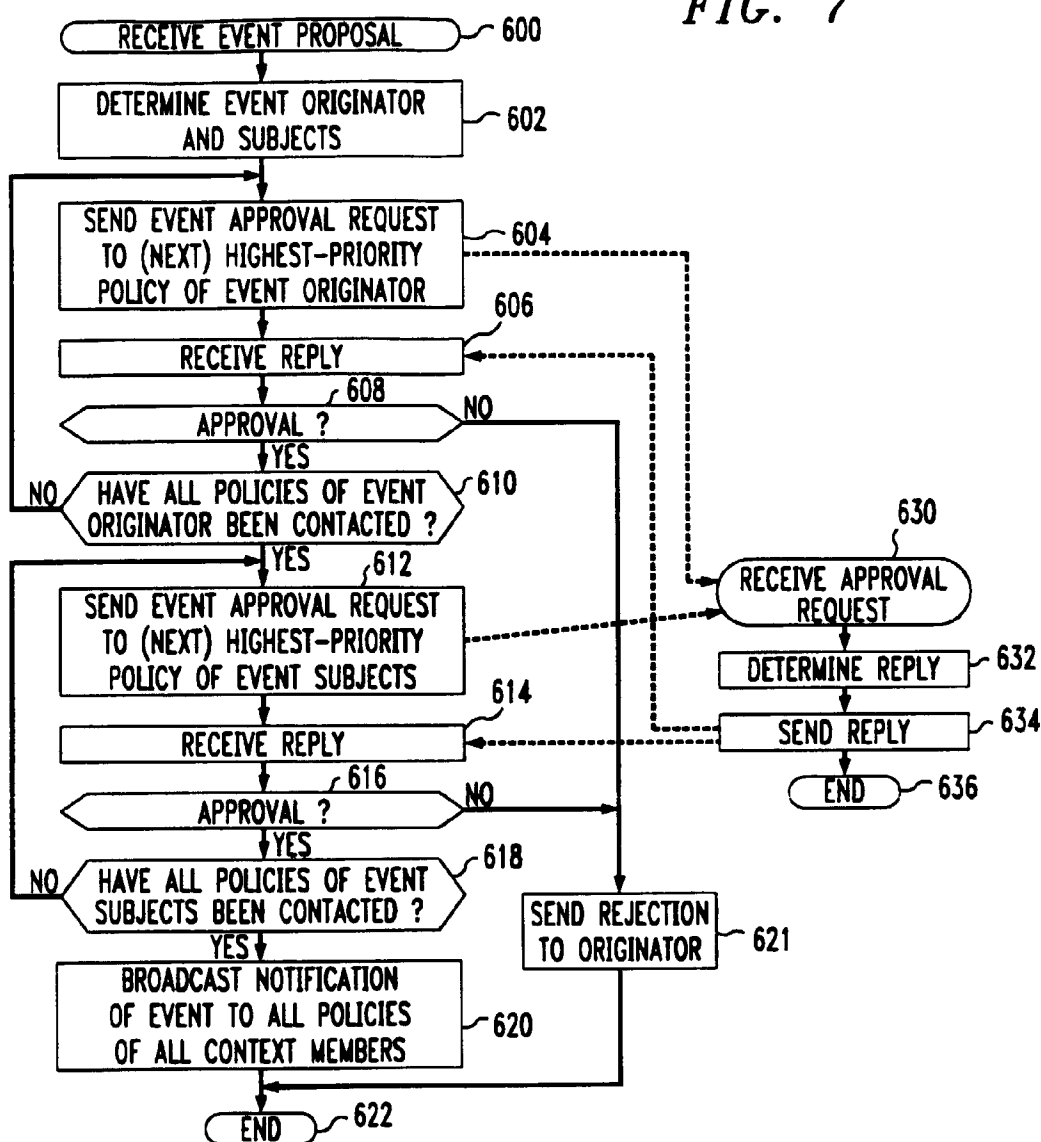 FIG. 7
RECEIVE EVENT PROPOSAL
600
DETERMINE EVENT ORIGINATOR
AND SUBJECTS
602
SEND EVENT APPROVAL REQUEST
TO (NEXT) HIGHEST-PRIORITY
POLICY OF EVENT ORIGINATOR
604
606
RECEIVE REPLY
608
APPROVAL ?
NO
YES
NO
HAVE ALL POLICIES OF EVENT
ORIGINATOR BEEN CONTACTED ?
610
YES
612
SEND EVENT APPROVAL REQUEST
TO (NEXT) HIGHEST-PRIORITY
POLICY OF EVENT SUBJECTS
614
RECEIVE REPLY
616
APPROVAL ?
NO
YES
NO
HAVE ALL POLICIES OF EVENT
SUBJECTS BEEN CONTACTED ?
618
YES
BROADCAST NOTIFICATION
OF EVENT TO ALL POLICIES
OF ALL CONTEXT MEMBERS
620
END
622
SEND REJECTION
TO ORIGINATOR
621
630
RECEIVE APPROVAL
REQUEST
DETERMINE REPLY
632
SEND REPLY
634
END
636